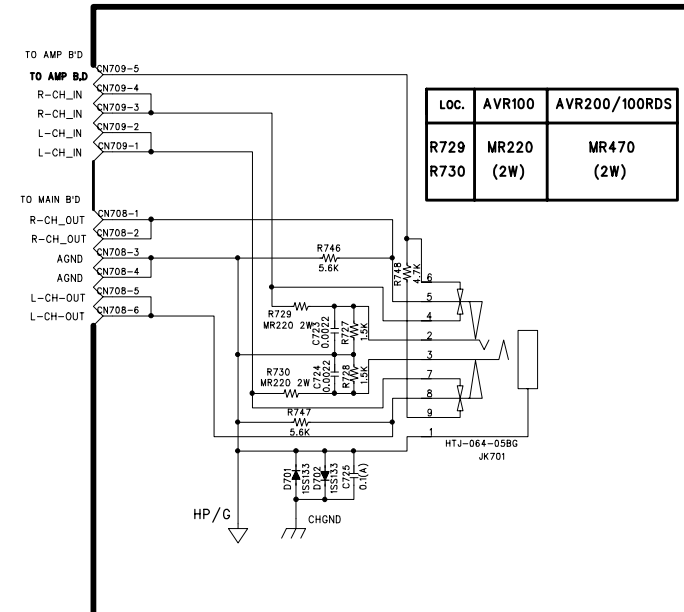 TO AMP B'D
TO AMP B,D
CN709-5
R-CH_IN
CN709-4
R-CH_IN
CN709-3
L-CH_IN
CN709-2
L-CH_IN
CN709-1
LOC. AVR100 AVR200/100RDS
R729 MR220 MR470
R730 (2W) (2W)
TO MAIN B'D
R-CH_OUT
CN708-1
R-CH_OUT
CN708-2
AGND
CN708-3
AGND
CN708-4
L-CH-OUT
CN708-5
L-CH-OUT
CN708-6
R746
5.6K
R748
4.7K
6
5
4
2
3
7
8
9
1
R729
MR220 2W
C723
0.0022
R727
1.5K
R730
MR220 2W
C724
0.0022
R728
1.5K
R747
5.6K
HTJ-064-05BG
JK701
D701
1SS133
D702
1SS133
C725
0.1(A)
HP/G
CHGND